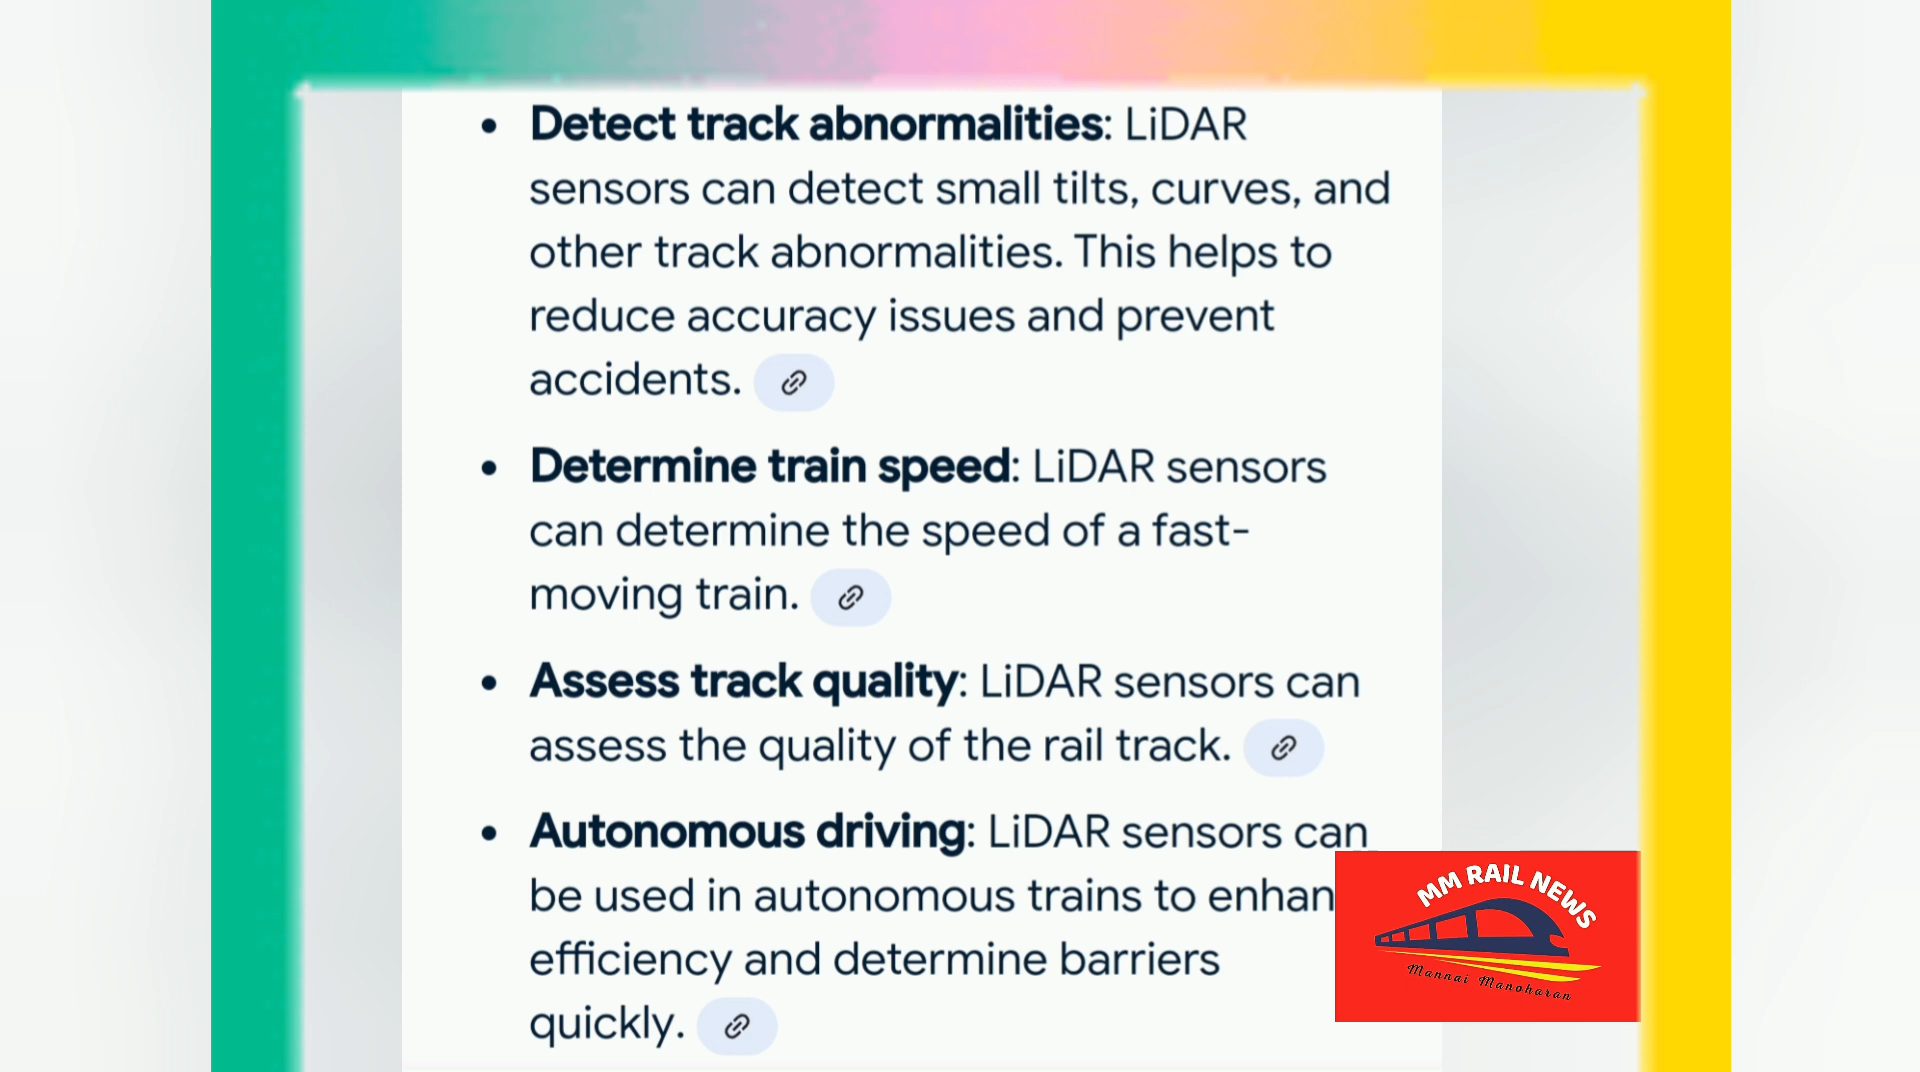 • Detect track abnormalities: LiDAR
sensors can detect small tilts, curves, and
other track abnormalities. This helps to
reduce accuracy issues and prevent
accidents.
• Determine train speed: LiDAR sensors
can determine the speed of a fast-
moving train.
• Assess track quality: LiDAR sensors can
assess the quality of the rail track.
• Autonomous driving: LiDAR sensors can
be used in autonomous trains to enhan
efficiency and determine barriers
quickly.
MM RAIL NEWS
Mannai Manoharan